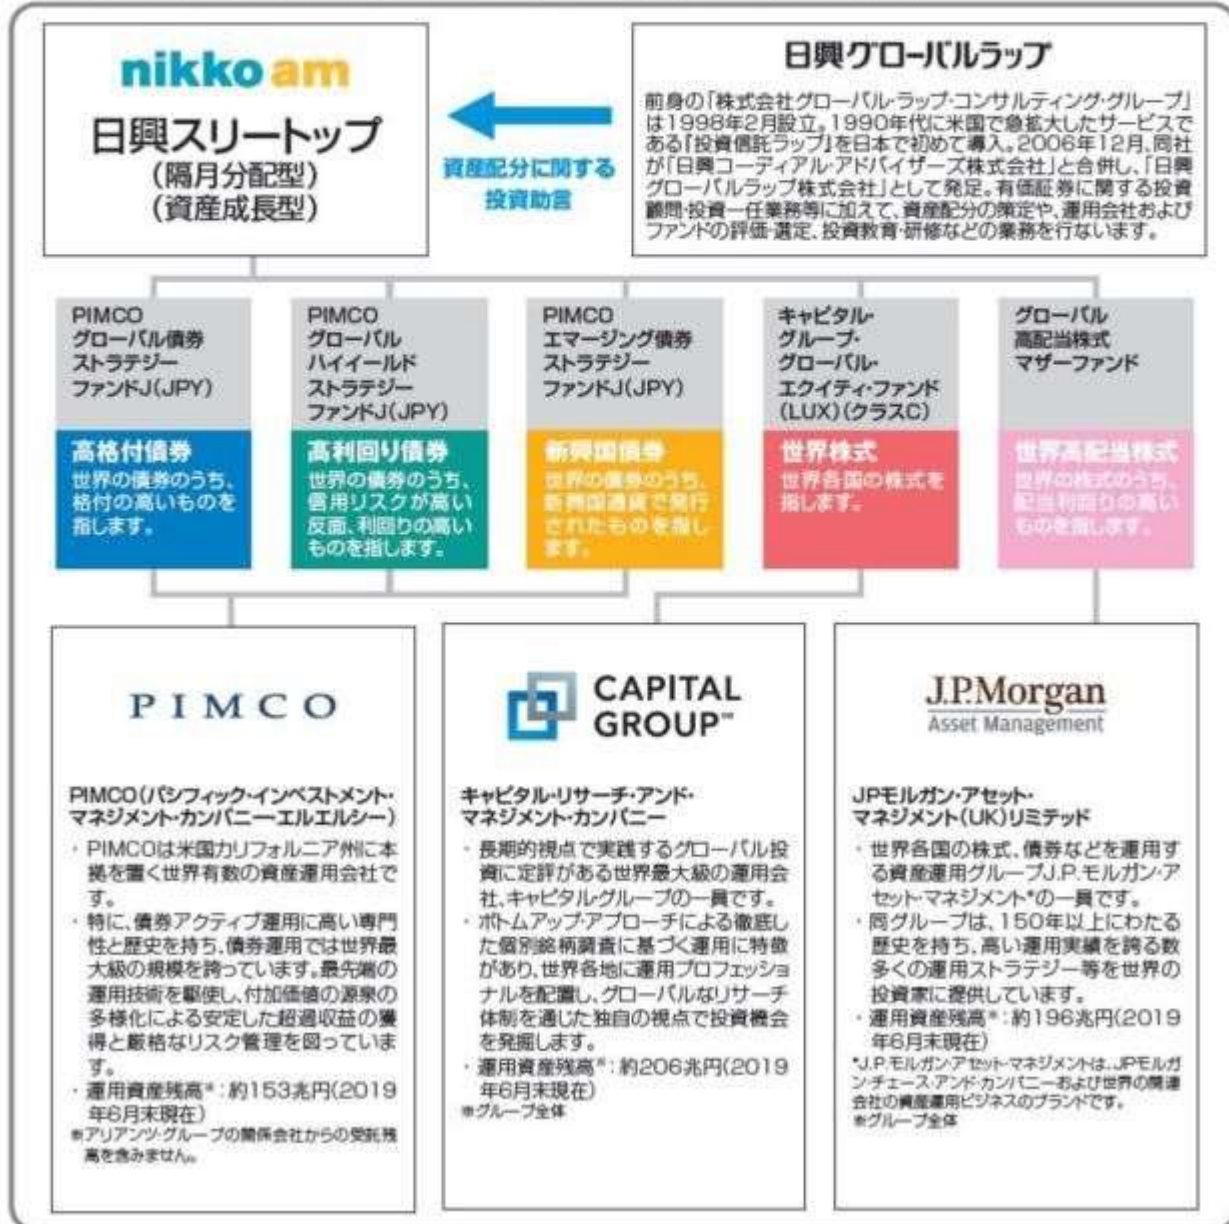 nikko am
日興スリートップ
(隔月分配型)
(資産成長型)
資産配分に関する
投資助言
日興グローバルラップ
前身の「株式会社グローバル・ラップ・コンサルティング・グループ」
は1998年2月設立。1990年代に米国で急拡大したサービスで
ある「投資信託ラップ」を日本で初めて導入。2006年12月、同社
が「日興コーディアル・アドバイザーズ株式会社」と合併し、「日興
グローバルラップ株式会社」として発足。有価証券に関する投資
顧問・投資一任業務等に加えて、資産配分の策定や、運用会社および
ファンドの評価・選定、投資教育・研修などの業務を行ないます。
PIMCO
グローバル債券
ストラテジー
ファンドJ(JPY)
高格付債券
世界の債券のうち、
格付の高いものを
指します。
PIMCO
グローバル
ハイイールド
ストラテジー
ファンドJ(JPY)
高利回り債券
世界の債券のうち、
信用リスクが高い
反面、利回りの高い
ものを指します。
PIMCO
エマージング債券
ストラテジー
ファンドJ(JPY)
新興国債券
世界の債券のうち、
新興国通貨で発行
されたものを指し
ます。
キャピタル・
グループ・
グローバル・
エクイティ・ファンド
(LUX)(クラスC)
世界株式
世界各国の株式を
指します。
グローバル
高配当株式
マザーファンド
世界高配当株式
世界の株式のうち、
配当利回りの高い
ものを指します。
PIMCO
PIMCO(パシフィック・インベストメント・
マネジメント・カンパニー・エルエルシー)
・PIMCOは米国カリフォルニア州に本
拠を置く世界有数の資産運用会社で
す。
・特に、債券アクティブ運用に高い専門
性と歴史を持ち、債券運用では世界最
大級の規模を誇っています。最先端の
運用技術を駆使し、付加価値の源泉の
多様化による安定した超過収益の獲
得と厳格なリスク管理を図っていま
す。
・運用資産残高※:約153兆円(2019
年6月末現在)
※アリアンツ・グループの関係会社からの受託残
高を含みません。
CAPITAL
GROUP℠
キャピタル・リサーチ・アンド・
マネジメント・カンパニー
・長期的視点で実践するグローバル投
資に定評がある世界最大級の運用会
社、キャピタル・グループの一員です。
・ボトムアップ・アプローチによる徹底し
た個別銘柄調査に基づく運用に特徴
があり、世界各地に運用プロフェッショ
ナルを配置し、グローバルなリサーチ
体制を通じた独自の視点で投資機会
を発掘します。
・運用資産残高※:約206兆円(2019
年6月末現在)
※グループ全体
J.P.Morgan
Asset Management
JPモルガン・アセット・
マネジメント(UK)リミテッド
・世界各国の株式、債券などを運用す
る資産運用グループJ.P.モルガン・ア
セット・マネジメント*の一員です。
・同グループは、150年以上にわたる
歴史を持ち、高い運用実績を誇る数
多くの運用ストラテジー等を世界の
投資家に提供しています。
・運用資産残高※:約196兆円(2019
年6月末現在)
*J.P.モルガン・アセット・マネジメントは、JPモルガ
ン・チェース・アンド・カンパニーおよび世界の関連
会社の資産運用ビジネスのブランドです。
※グループ全体